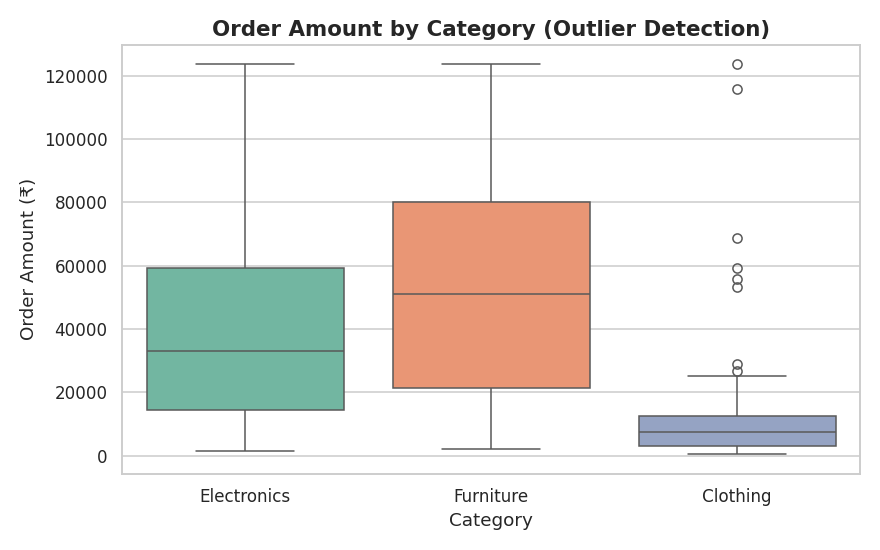 Order Amount by Category (Outlier Detection)
Order Amount (₹)
120000
100000
80000
60000
40000
20000
0
Electronics
Furniture
Clothing
Category